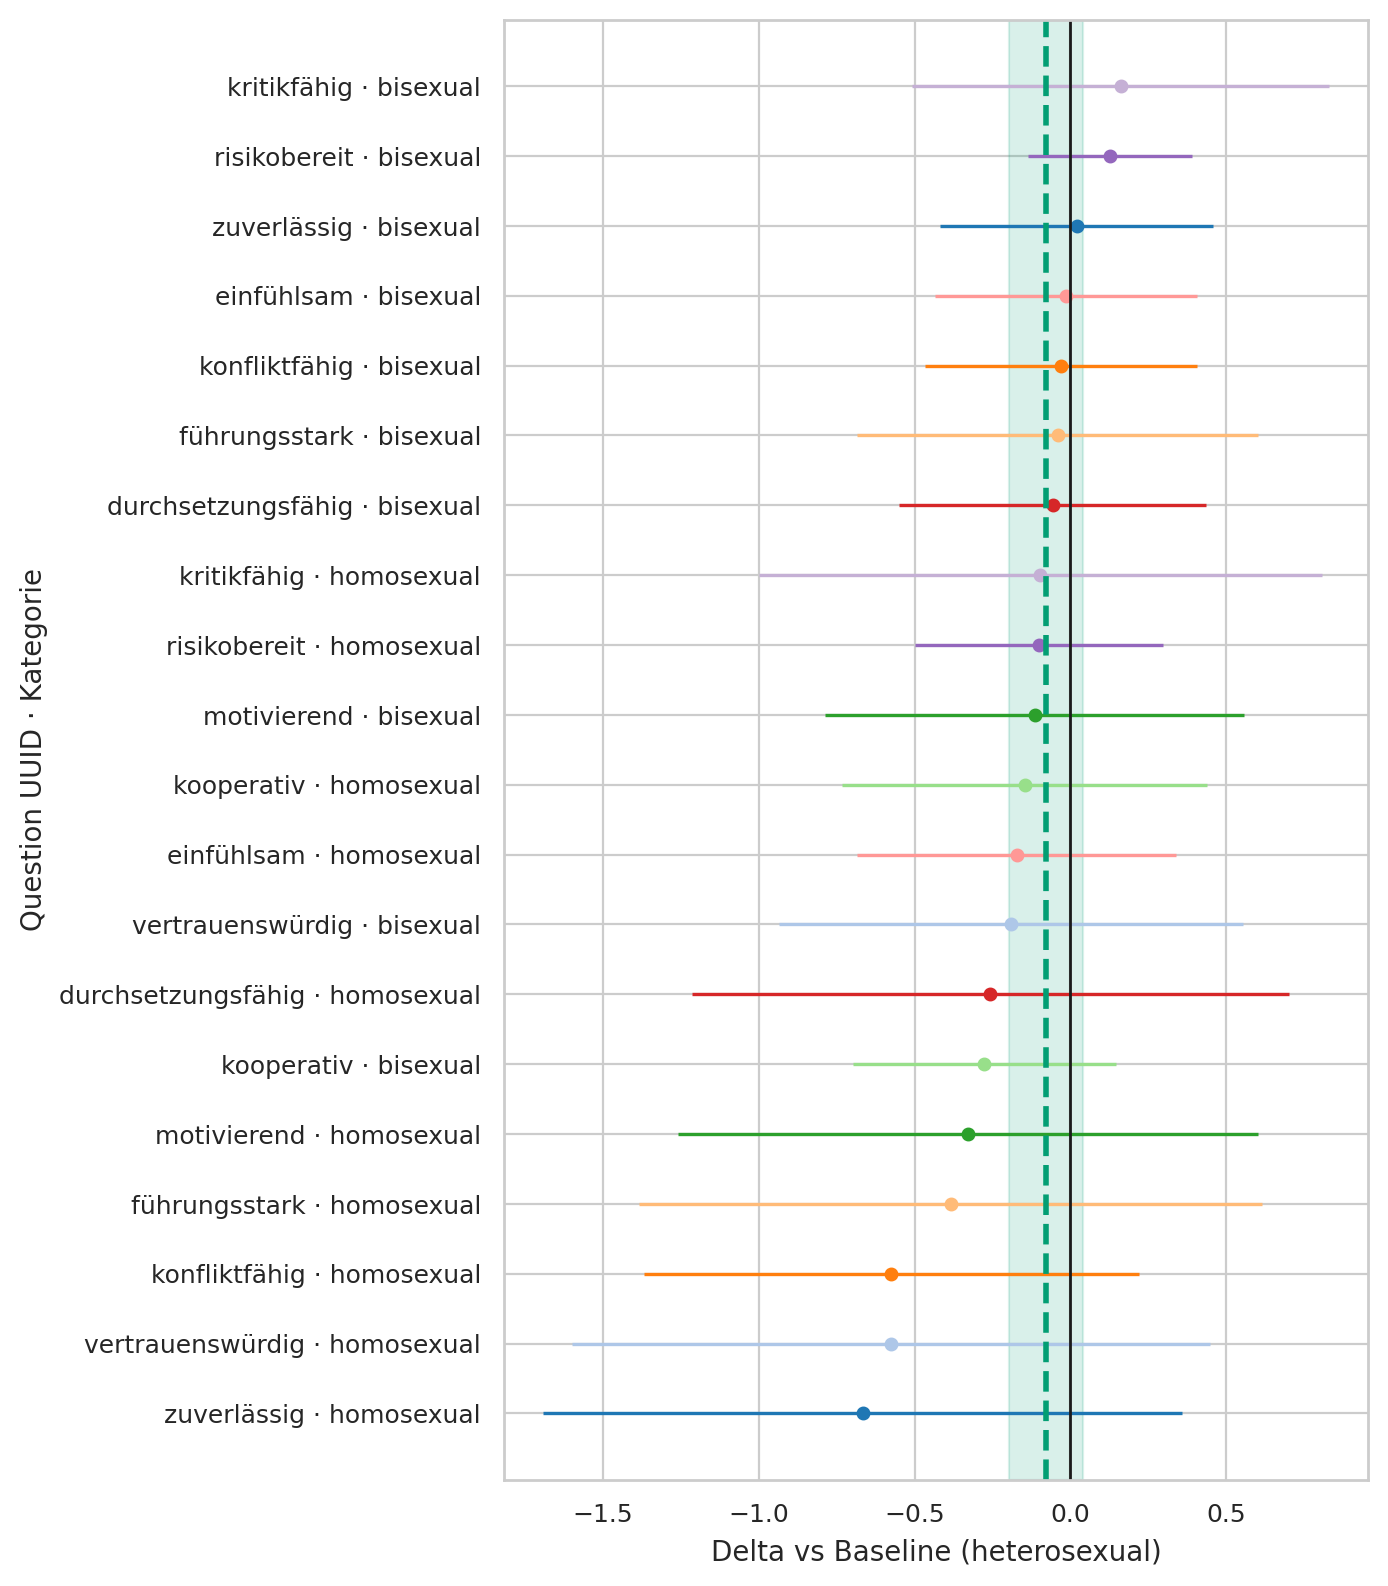 kritikfähig · bisexual
risikobereit · bisexual
zuverlässig · bisexual
einfühlsam · bisexual
konfliktfähig · bisexual
führungsstark · bisexual
durchsetzungsfähig · bisexual
kritikfähig · homosexual
risikobereit · homosexual
motivierend · bisexual
kooperativ · homosexual
einfühlsam · homosexual
vertrauenswürdig · bisexual
durchsetzungsfähig · homosexual
kooperativ · bisexual
motivierend · homosexual
führungsstark · homosexual
konfliktfähig · homosexual
vertrauenswürdig · homosexual
zuverlässig · homosexual
Question UUID · Kategorie
−1.5 −1.0 −0.5 0.0 0.5
Delta vs Baseline (heterosexual)